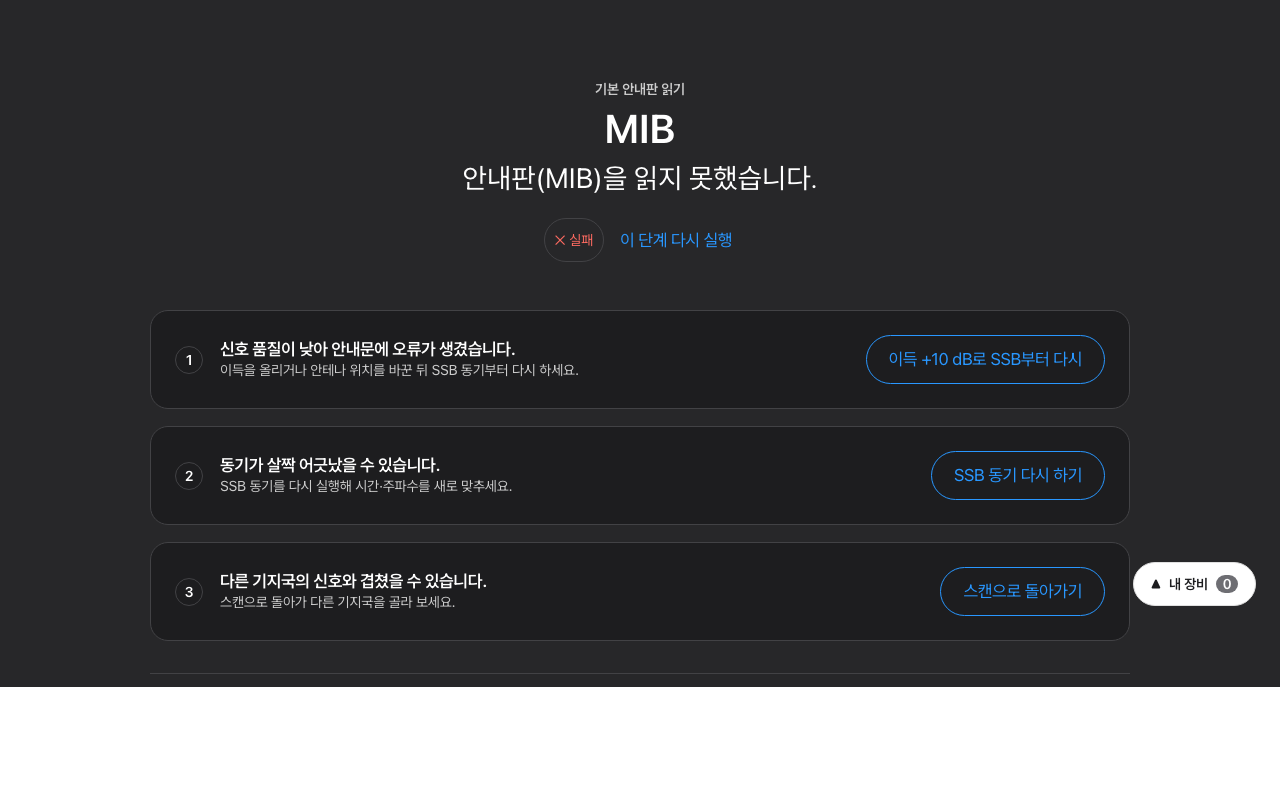 기본 안내판 읽기
MIB
안내판(MIB)을 읽지 못했습니다.
✕ 실패
이 단계 다시 실행
1
신호 품질이 낮아 안내문에 오류가 생겼습니다.
이득을 올리거나 안테나 위치를 바꾼 뒤 SSB 동기부터 다시 하세요.
이득 +10 dB로 SSB부터 다시
2
동기가 살짝 어긋났을 수 있습니다.
SSB 동기를 다시 실행해 시간·주파수를 새로 맞추세요.
SSB 동기 다시 하기
3
다른 기지국의 신호와 겹쳤을 수 있습니다.
스캔으로 돌아가 다른 기지국을 골라 보세요.
스캔으로 돌아가기
▲ 내 장비 0